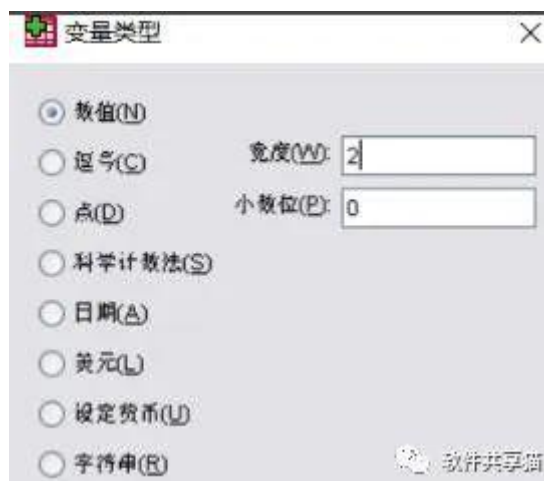 变量类型
数值(N)
逗号(C)
宽度(W): 2
点(D)
小数位(P): 0
科学计数法(S)
日期(A)
美元(L)
设定货币(U)
字符串(R)
软件共享猫